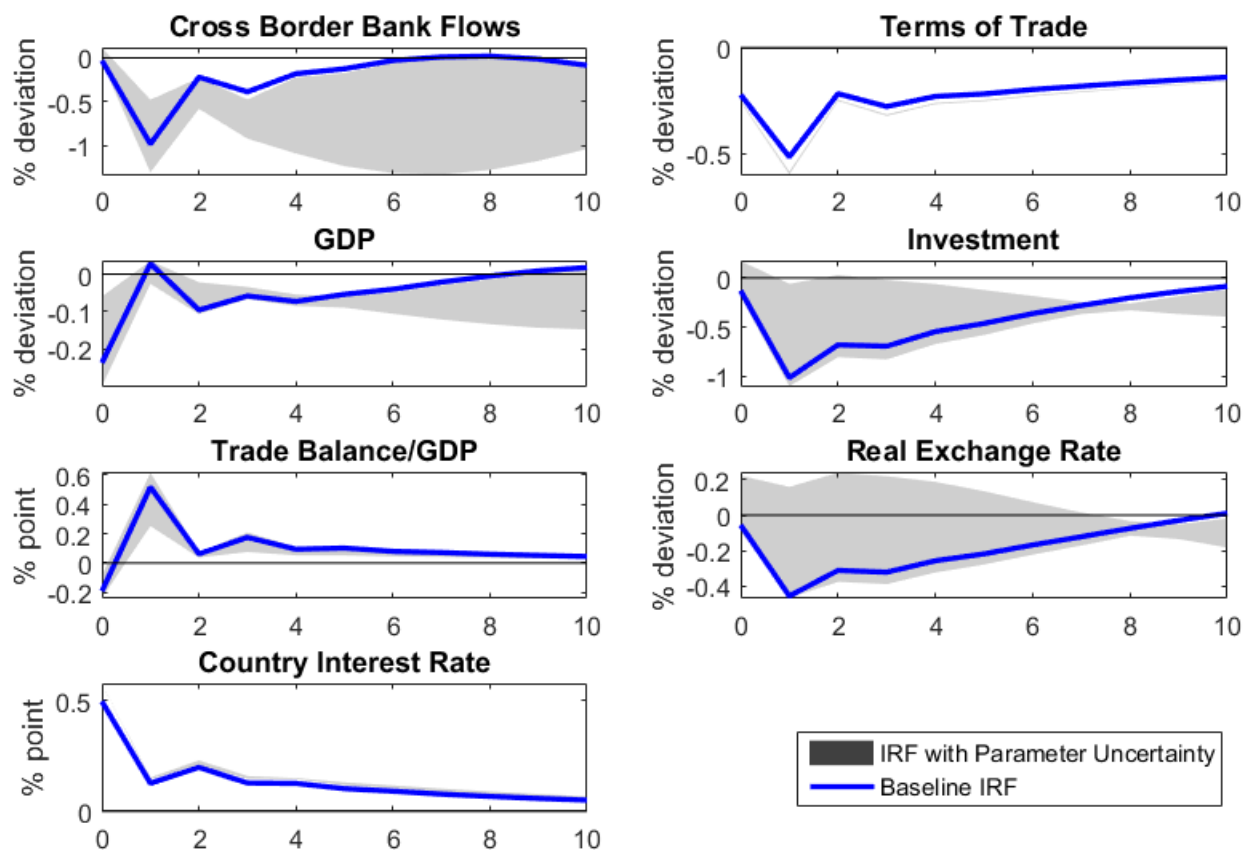 Cross Border Bank Flows
% deviation
0
-0.5
-1
0 2 4 6 8 10
Terms of Trade
% deviation
0
-0.5
0 2 4 6 8 10
GDP
% deviation
0
-0.1
-0.2
0 2 4 6 8 10
Investment
% deviation
0
-0.5
-1
0 2 4 6 8 10
Trade Balance/GDP
% point
0.6
0.4
0.2
0
-0.2
0 2 4 6 8 10
Real Exchange Rate
% deviation
0.2
0
-0.2
-0.4
0 2 4 6 8 10
Country Interest Rate
% point
0.5
0
0 2 4 6 8 10
IRF with Parameter Uncertainty
Baseline IRF